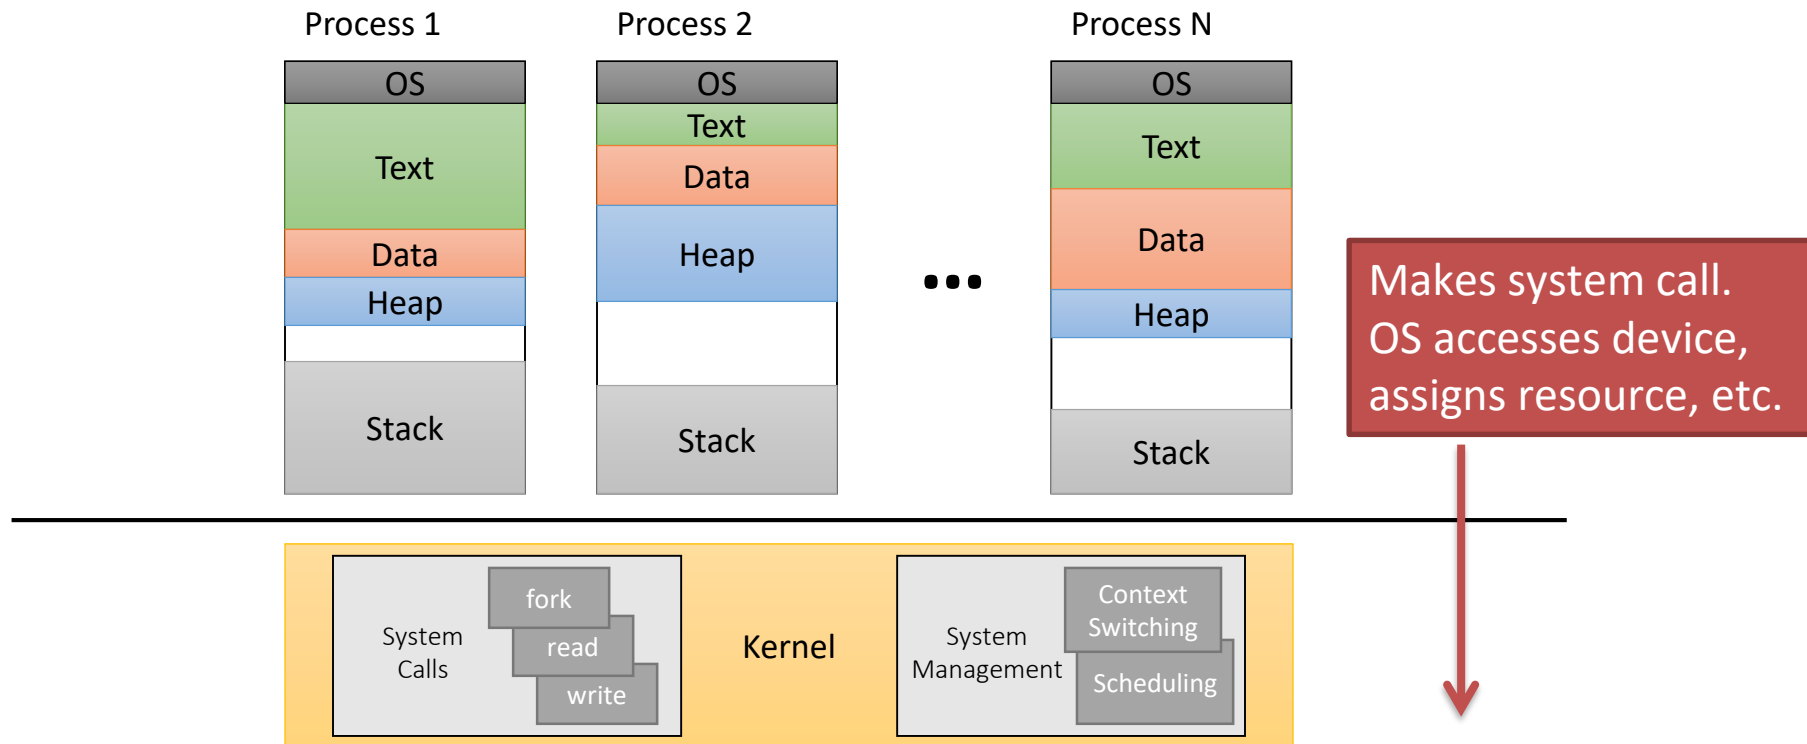 Process 1
Process 2
Process N
OS
Text
Data
Heap
Stack
OS
Text
Data
Heap
Stack
...
OS
Text
Data
Heap
Stack
Makes system call.
OS accesses device,
assigns resource, etc.
System
Calls
fork
read
write
Kernel
System
Management
Context
Switching
Scheduling